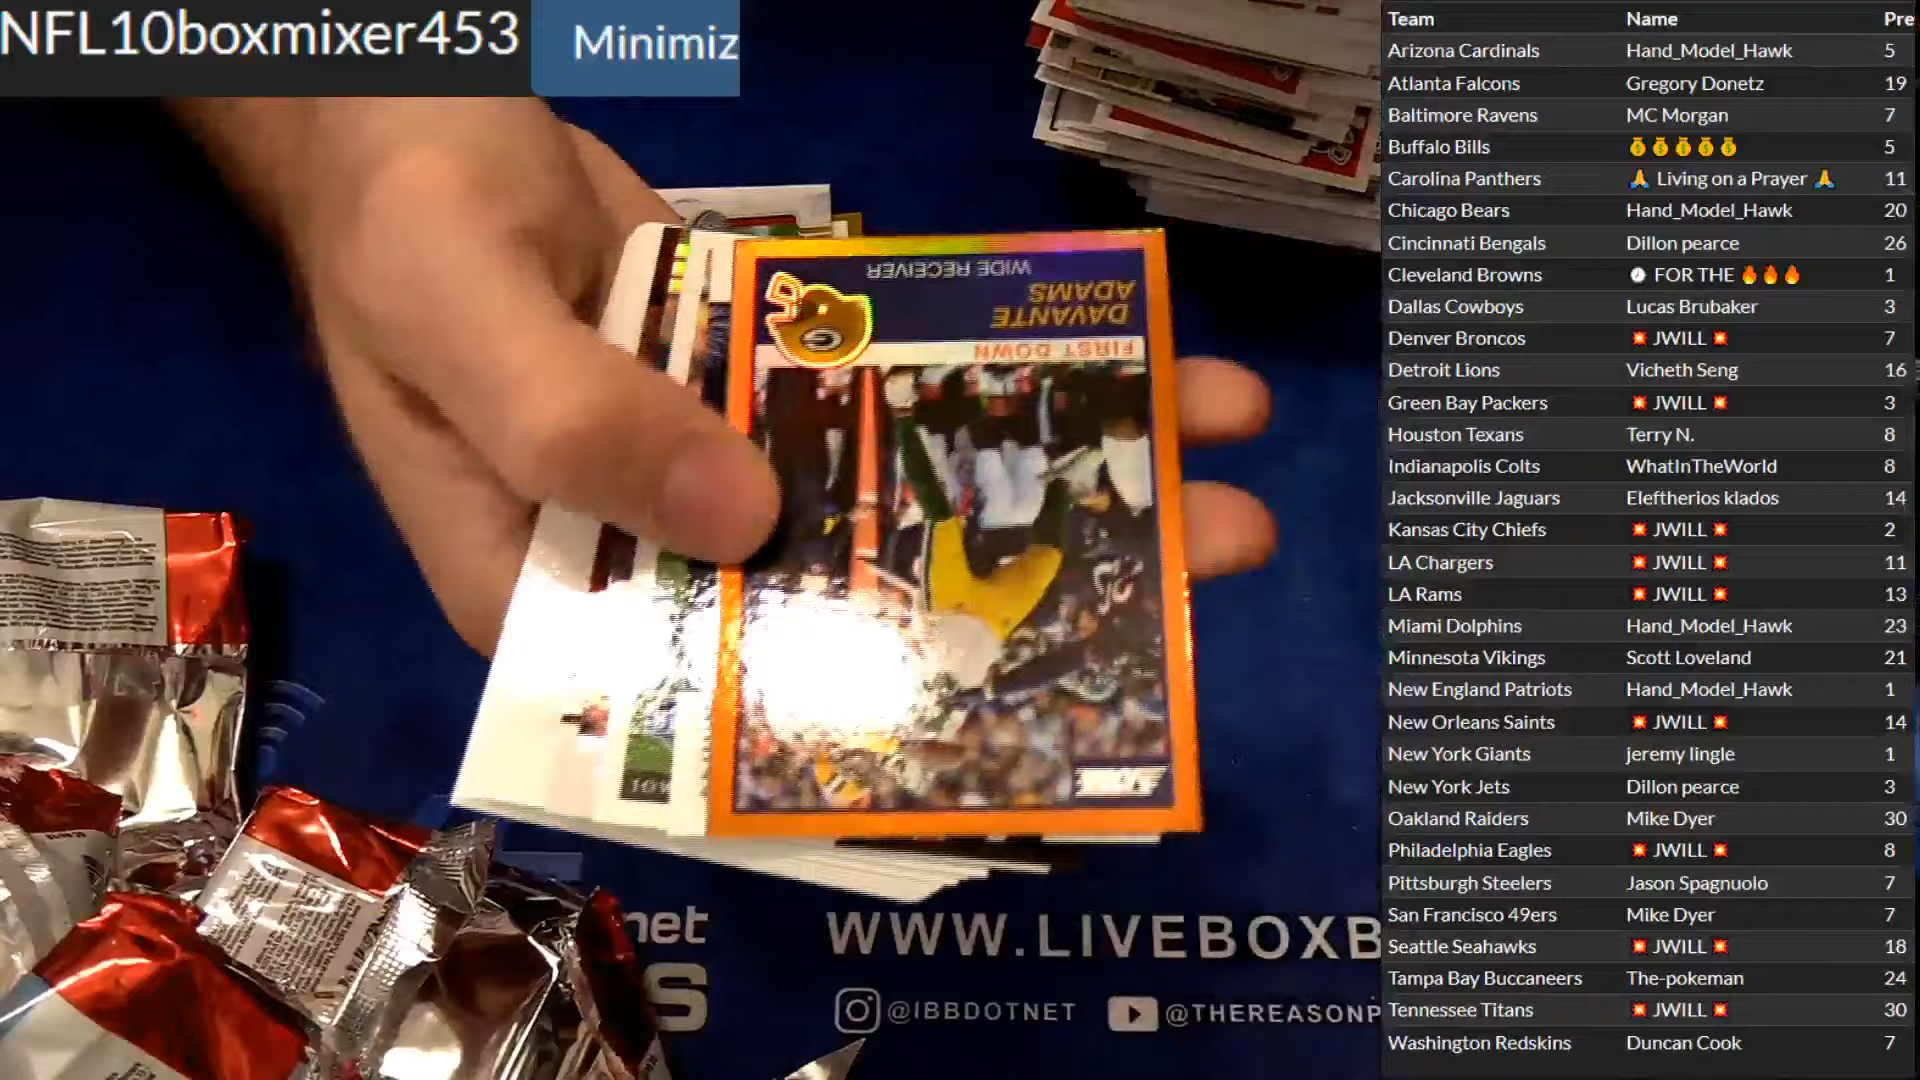 NFL10boxmixer453 Minimiz
WIDE RECEIVER
DAVANTE
ADAMS
FIRST DOWN
SCORE
WWW.LIVEBOXB
net
S
@IBBDOTNET @THEREASONP
Team Name Pre
Arizona Cardinals Hand_Model_Hawk 5
Atlanta Falcons Gregory Donetz 19
Baltimore Ravens MC Morgan 7
Buffalo Bills 💰💰💰💰💰 5
Carolina Panthers 🙏 Living on a Prayer 🙏 11
Chicago Bears Hand_Model_Hawk 20
Cincinnati Bengals Dillon pearce 26
Cleveland Browns 🕗 FOR THE 🔥🔥🔥 1
Dallas Cowboys Lucas Brubaker 3
Denver Broncos 💥 JWILL 💥 7
Detroit Lions Vicheth Seng 16
Green Bay Packers 💥 JWILL 💥 3
Houston Texans Terry N. 8
Indianapolis Colts WhatInTheWorld 8
Jacksonville Jaguars Eleftherios klados 14
Kansas City Chiefs 💥 JWILL 💥 2
LA Chargers 💥 JWILL 💥 11
LA Rams 💥 JWILL 💥 13
Miami Dolphins Hand_Model_Hawk 23
Minnesota Vikings Scott Loveland 21
New England Patriots Hand_Model_Hawk 1
New Orleans Saints 💥 JWILL 💥 14
New York Giants jeremy lingle 1
New York Jets Dillon pearce 3
Oakland Raiders Mike Dyer 30
Philadelphia Eagles 💥 JWILL 💥 8
Pittsburgh Steelers Jason Spagnuolo 7
San Francisco 49ers Mike Dyer 7
Seattle Seahawks 💥 JWILL 💥 18
Tampa Bay Buccaneers The-pokeman 24
Tennessee Titans 💥 JWILL 💥 30
Washington Redskins Duncan Cook 7